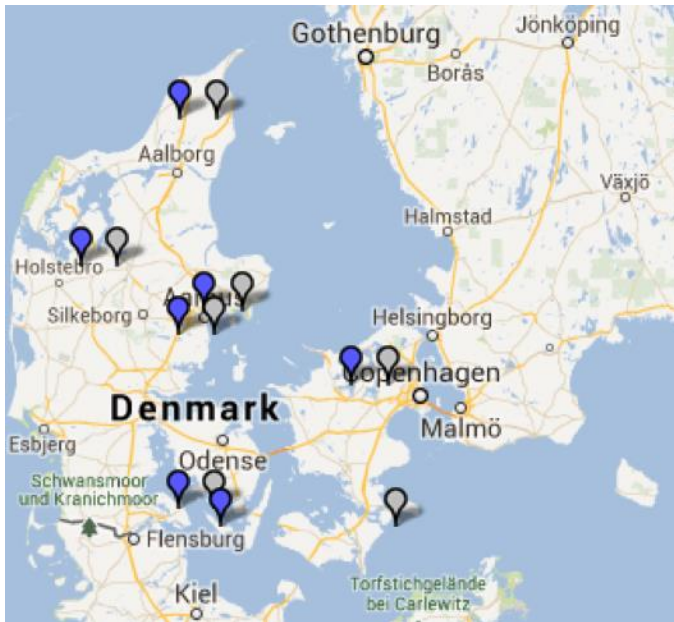 Gothenburg
Jönköping
Borås
Aalborg
Växjö
Halmstad
Holstebro
Silkeborg
Helsingborg
Copenhagen
Denmark
Malmö
Esbjerg
Odense
Schwansmoor
und Kranichmoor
Flensburg
Kiel
Torfstichgelände
bei Carlewitz